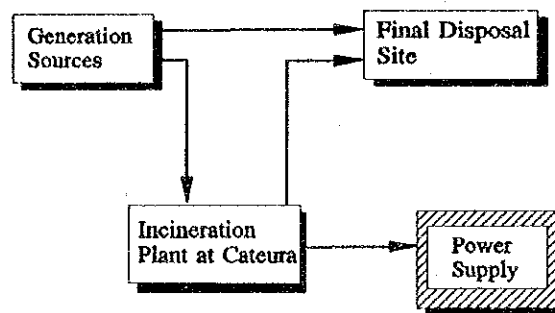 Generation
Sources
Final Disposal
Site
Incineration
Plant at Cateura
Power
Supply